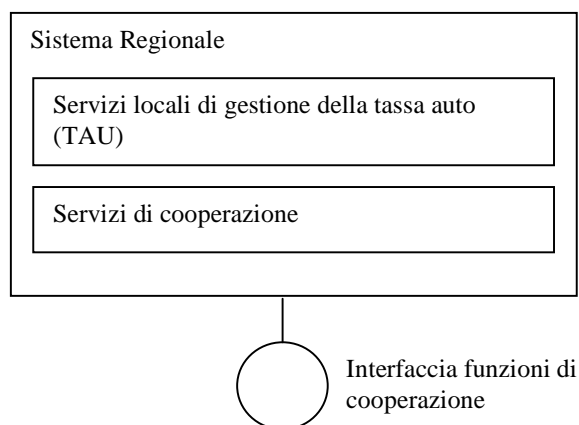 Sistema Regionale
Servizi locali di gestione della tassa auto
(TAU)
Servizi di cooperazione
Interfaccia funzioni di
cooperazione